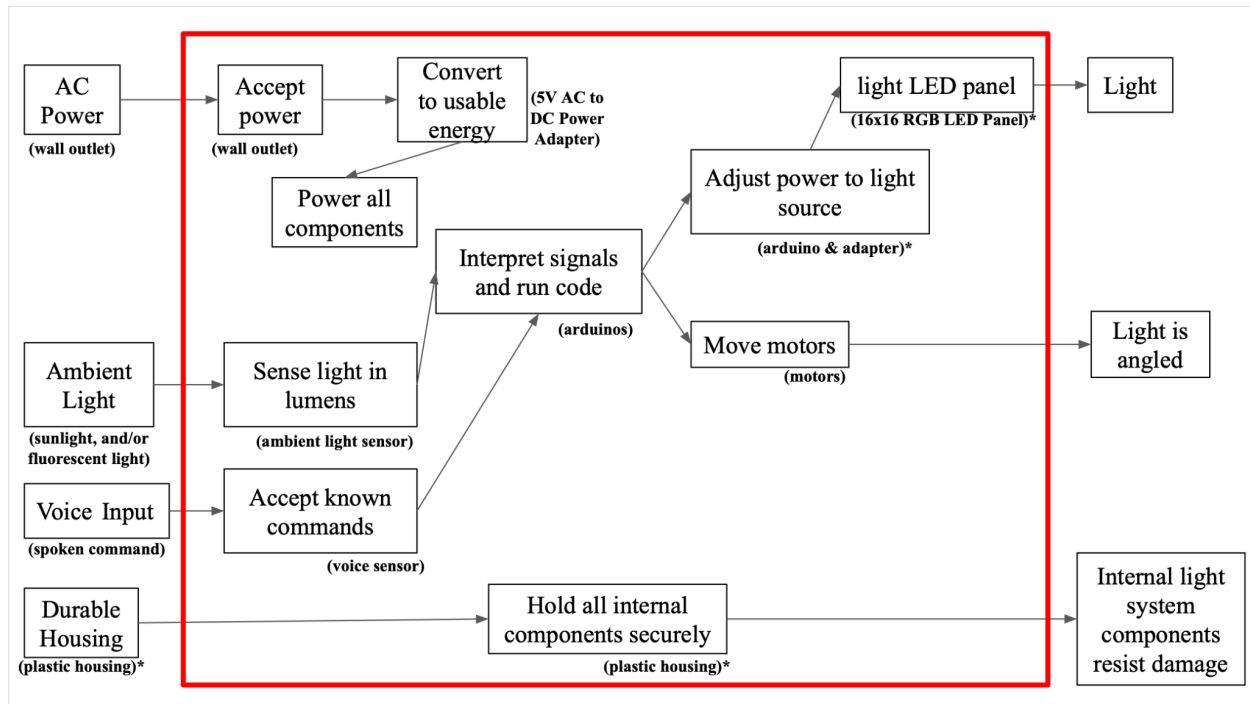 AC
Power
(wall outlet)
Accept
power
(wall outlet)
Convert
to usable
energy
(5V AC to
DC Power
Adapter)
Power all
components
light LED panel
(16x16 RGB LED Panel)*
Light
Adjust power to light
source
(arduino & adapter)*
Interpret signals
and run code
(arduinos)
Move motors
(motors)
Light is
angled
Ambient
Light
(sunlight, and/or
fluorescent light)
Sense light in
lumens
(ambient light sensor)
Voice Input
(spoken command)
Accept known
commands
(voice sensor)
Durable
Housing
(plastic housing)*
Hold all internal
components securely
(plastic housing)*
Internal light
system
components
resist damage